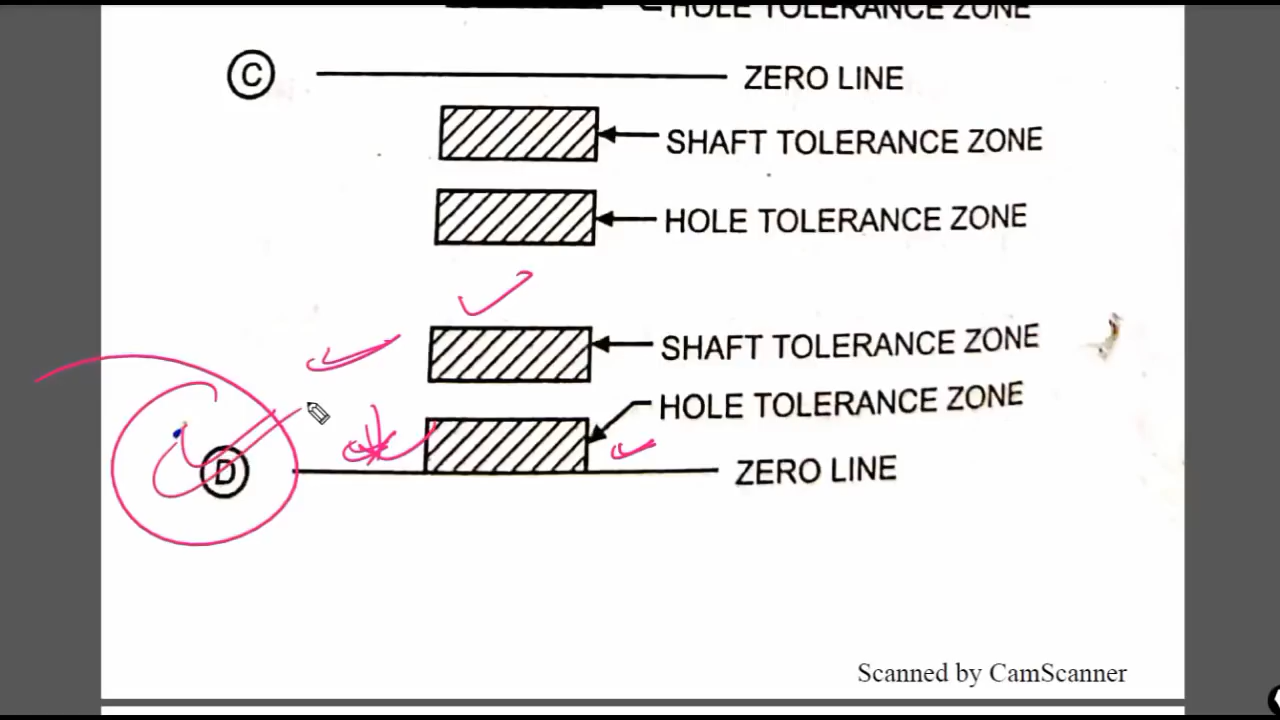 HOLE TOLERANCE ZONE
C ZERO LINE
SHAFT TOLERANCE ZONE
HOLE TOLERANCE ZONE
SHAFT TOLERANCE ZONE
HOLE TOLERANCE ZONE
D ZERO LINE
Scanned by CamScanner